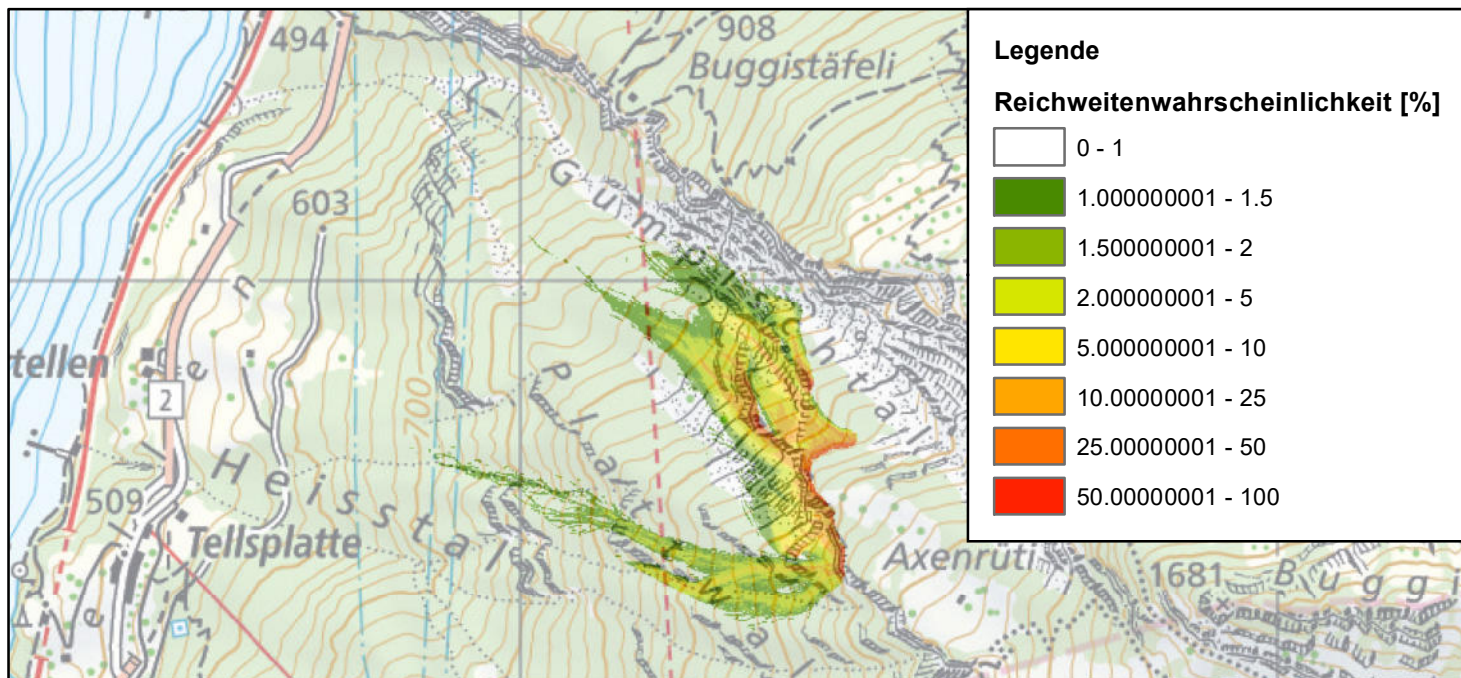 494
908
Buggistäfeli
603
Gumpischtal
700
tellen
2
Plattetwald
509
Heisstal
Tellsplatte
Axenrüti
1681
Buggi
Legende
Reichweitenwahrscheinlichkeit [%]
0 - 1
1.000000001 - 1.5
1.500000001 - 2
2.000000001 - 5
5.000000001 - 10
10.00000001 - 25
25.00000001 - 50
50.00000001 - 100